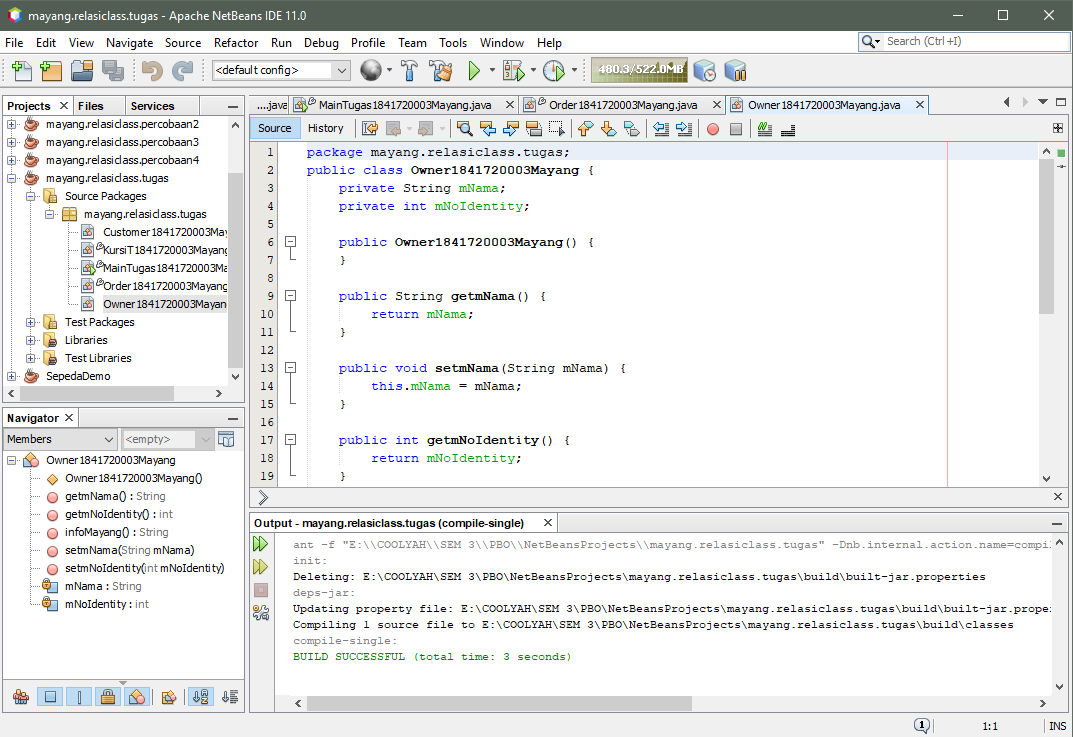 mayang.relasiclass.tugas - Apache NetBeans IDE 11.0
File Edit View Navigate Source Refactor Run Debug Profile Team Tools Window Help
Search (Ctrl+I)
<default config>
480.3/522.0MB
Projects Files Services
mayang.relasiclass.percobaan2
mayang.relasiclass.percobaan3
mayang.relasiclass.percobaan4
mayang.relasiclass.tugas
Source Packages
mayang.relasiclass.tugas
Customer1841720003May
KursiT1841720003Mayang
MainTugas1841720003Ma
Order1841720003Mayang
Owner1841720003Mayan
Test Packages
Libraries
Test Libraries
SepedaDemo
Navigator
Members <empty>
Owner1841720003Mayang
Owner1841720003Mayang()
getmNama() : String
getmNoIdentity() : int
infoMayang() : String
setmNama(String mNama)
setmNoIdentity(int mNoIdentity)
mNama : String
mNoIdentity : int
....java MainTugas1841720003Mayang.java Order1841720003Mayang.java Owner1841720003Mayang.java
Source History
1 package mayang.relasiclass.tugas;
2 public class Owner1841720003Mayang {
3 private String mNama;
4 private int mNoIdentity;
5
6 public Owner1841720003Mayang() {
7 }
8
9 public String getmNama() {
10 return mNama;
11 }
12
13 public void setmNama(String mNama) {
14 this.mNama = mNama;
15 }
16
17 public int getmNoIdentity() {
18 return mNoIdentity;
19 }
Output - mayang.relasiclass.tugas (compile-single)
ant -f "E:\\COOLYAH\\SEM 3\\PBO\\NetBeansProjects\\mayang.relasiclass.tugas" -Dnb.internal.action.name=compi
init:
Deleting: E:\COOLYAH\SEM 3\PBO\NetBeansProjects\mayang.relasiclass.tugas\build\built-jar.properties
deps-jar:
Updating property file: E:\COOLYAH\SEM 3\PBO\NetBeansProjects\mayang.relasiclass.tugas\build\built-jar.prope
Compiling 1 source file to E:\COOLYAH\SEM 3\PBO\NetBeansProjects\mayang.relasiclass.tugas\build\classes
compile-single:
BUILD SUCCESSFUL (total time: 3 seconds)
1 1:1 INS